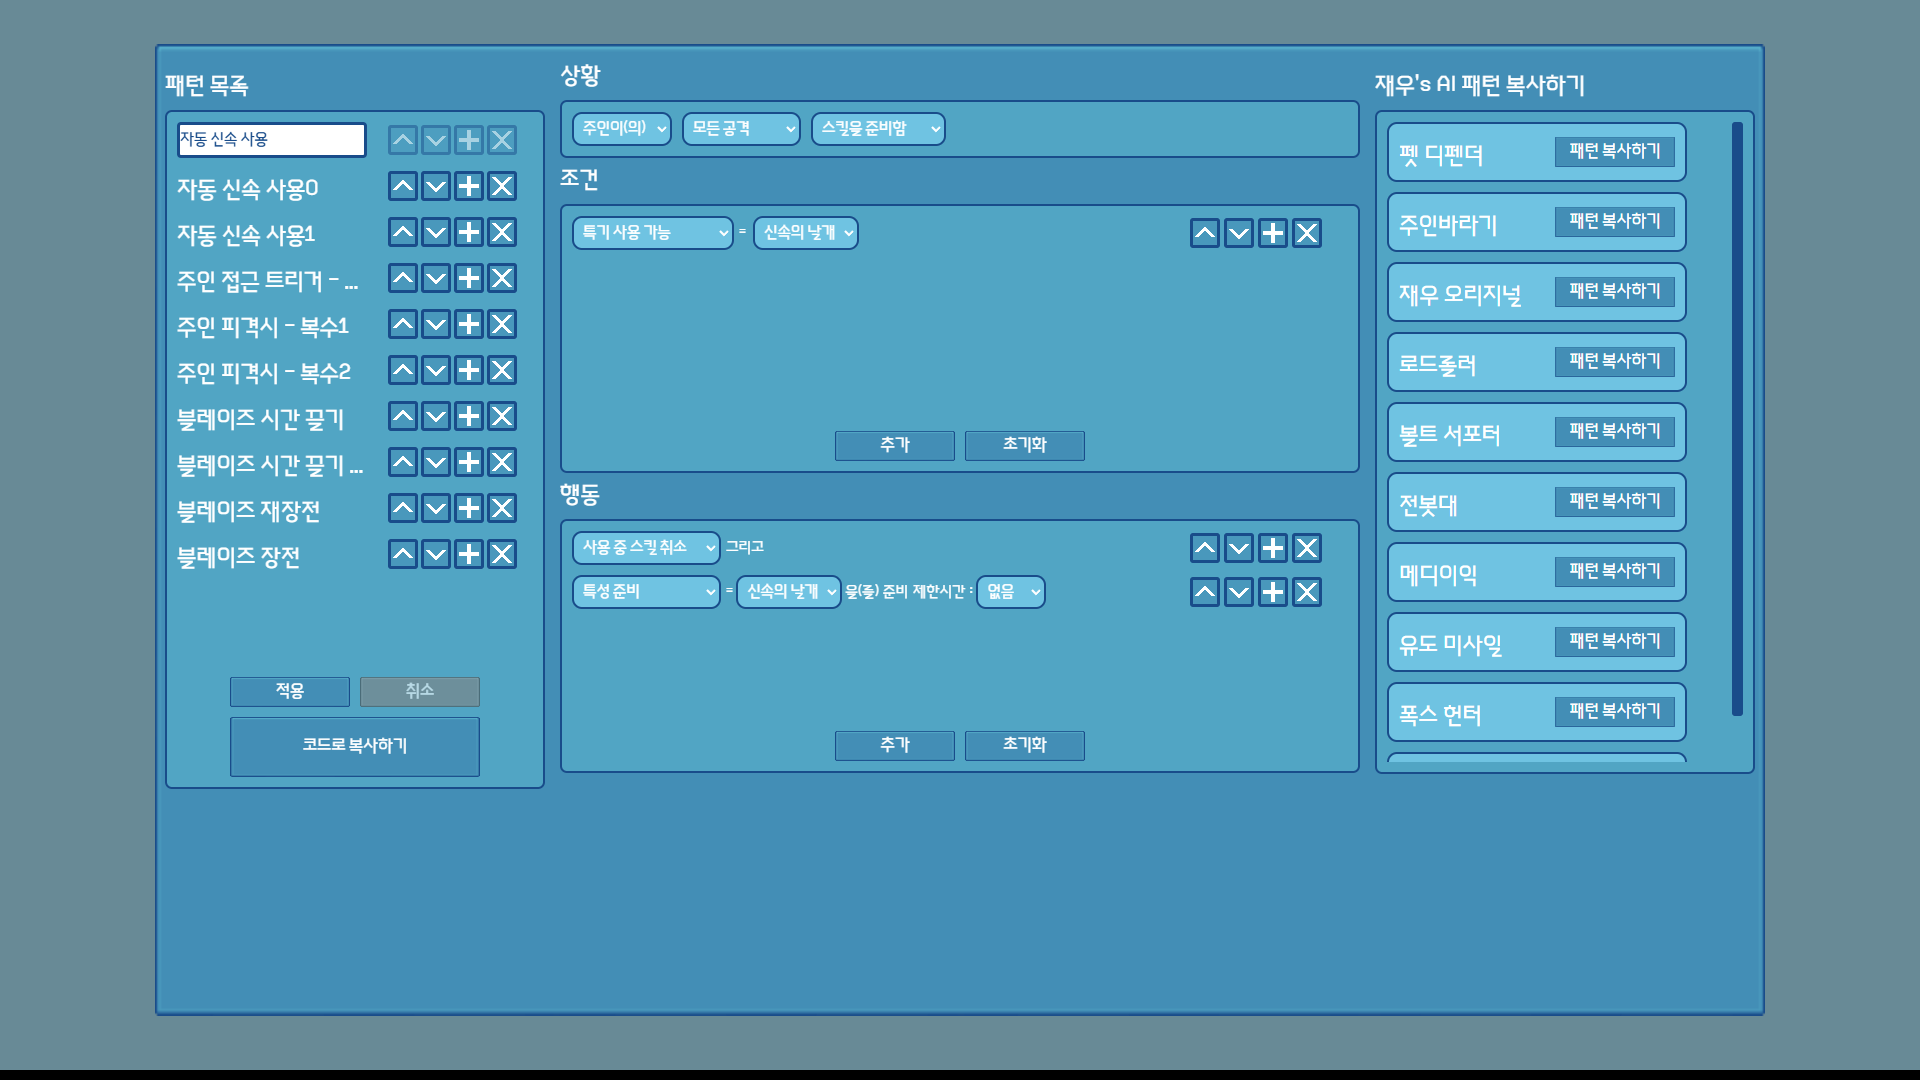 패턴 목록
자동 신속 사용
자동 신속 사용0
자동 신속 사용1
주인 접근 트리거 - ...
주인 피격시 - 복수1
주인 피격시 - 복수2
블레이즈 시간 끌기
블레이즈 시간 끌기 ...
블레이즈 재장전
블레이즈 장전
적용 취소
코드로 복사하기
상황
주인이(의) 모든 공격 스킬을 준비함
조건
특기 사용 가능 = 신속의 날개
추가 초기화
행동
사용 중 스킬 취소 그리고
특성 준비 = 신속의 날개 을(를) 준비 제한시간 : 없음
추가 초기화
재우's AI 패턴 복사하기
펫 디펜더 패턴 복사하기
주인바라기 패턴 복사하기
재우 오리지널 패턴 복사하기
로드롤러 패턴 복사하기
볼트 서포터 패턴 복사하기
전봇대 패턴 복사하기
메디이익 패턴 복사하기
유도 미사일 패턴 복사하기
폭스 헌터 패턴 복사하기